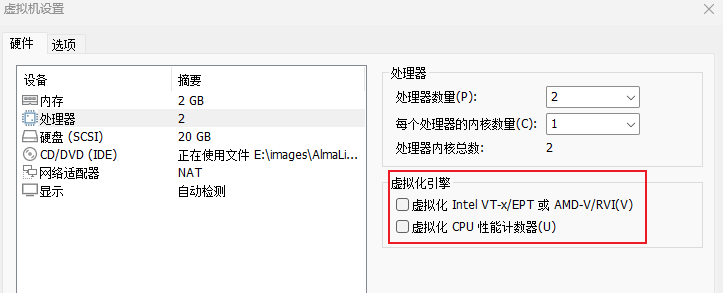 虚拟机设置
硬件 选项
设备 摘要
内存 2 GB
处理器 2
硬盘 (SCSI) 20 GB
CD/DVD (IDE) 正在使用文件 E:\images\AlmaLi...
网络适配器 NAT
显示 自动检测
处理器
处理器数量(P): 2
每个处理器的内核数量(C): 1
处理器内核总数: 2
虚拟化引擎
虚拟化 Intel VT-x/EPT 或 AMD-V/RVI(V)
虚拟化 CPU 性能计数器(U)